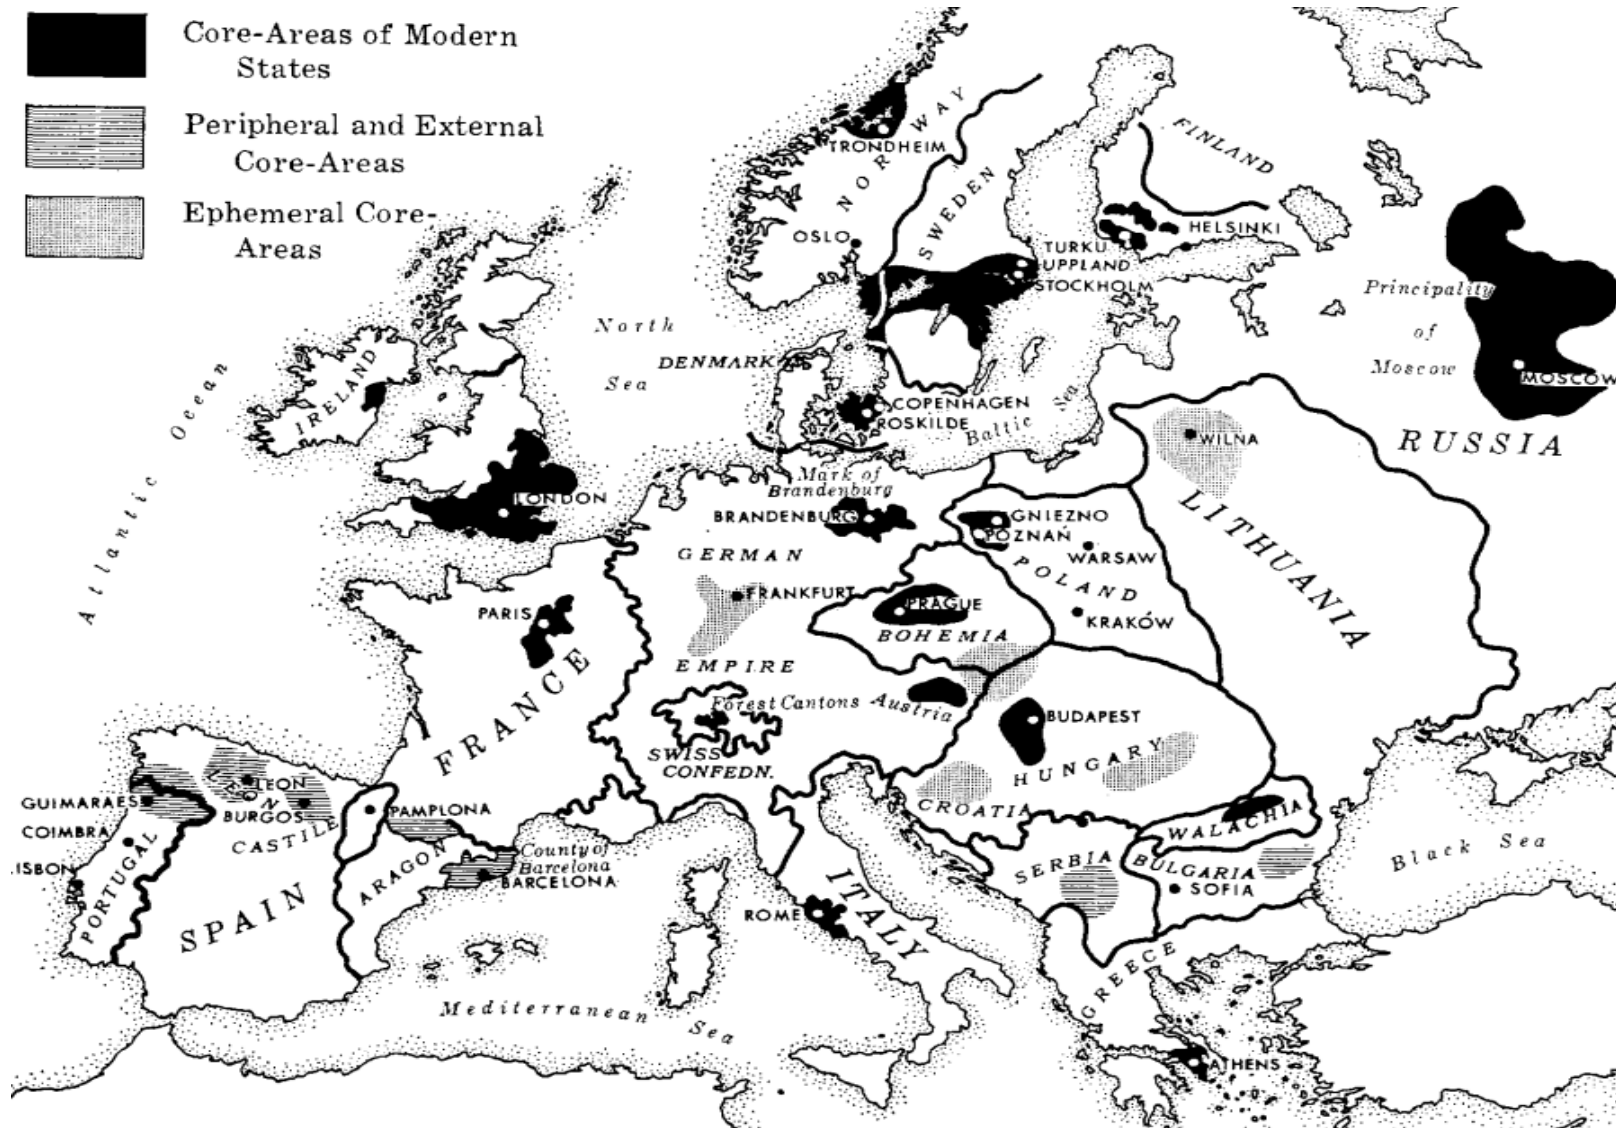 Core-Areas of Modern
States
Peripheral and External
Core-Areas
Ephemeral Core-
Areas
NORWAY
TRONDHEIM
OSLO
SWEDEN
FINLAND
HELSINKI
TURKU
UPPLAND
STOCKHOLM
Principality
of
Moscow
MOSCOW
RUSSIA
North
Sea
DENMARK
COPENHAGEN
ROSKILDE
Baltic
Sea
IRELAND
Atlantic Ocean
LONDON
WILNA
LITHUANIA
Mark of
Brandenburg
BRANDENBURG
GNIEZNO
POZNAŃ
WARSAW
POLAND
KRAKÓW
GERMAN
FRANKFURT
EMPIRE
PRAGUE
BOHEMIA
PARIS
FRANCE
Forest Cantons
Austria
SWISS
CONFEDN.
BUDAPEST
HUNGARY
CROATIA
LEON
LEON
GUIMARAES
BURGOS
CASTILE
COIMBRA
ISBON
PORTUGAL
SPAIN
PAMPLONA
ARAGON
County of
Barcelona
BARCELONA
WALACHIA
SERBIA
BULGARIA
SOFIA
Black Sea
ROME
ITALY
GREECE
ATHENS
Mediterranean
Sea